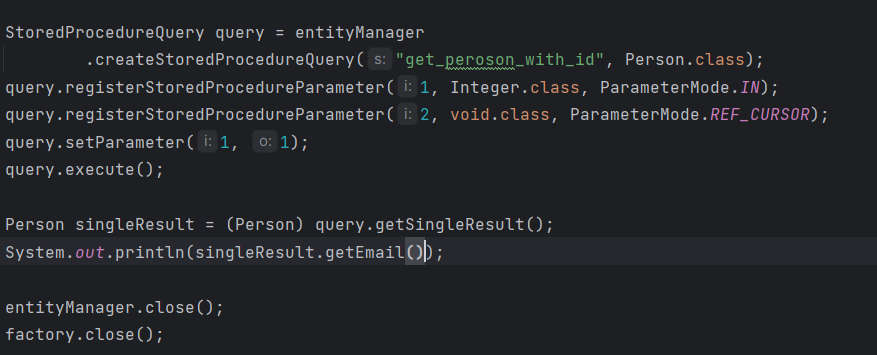 StoredProcedureQuery query = entityManager
.createStoredProcedureQuery( s: "get_peroson_with_id", Person.class);
query.registerStoredProcedureParameter( i: 1, Integer.class, ParameterMode.IN);
query.registerStoredProcedureParameter( i: 2, void.class, ParameterMode.REF_CURSOR);
query.setParameter( i: 1, o: 1);
query.execute();
Person singleResult = (Person) query.getSingleResult();
System.out.println(singleResult.getEmail());
entityManager.close();
factory.close();